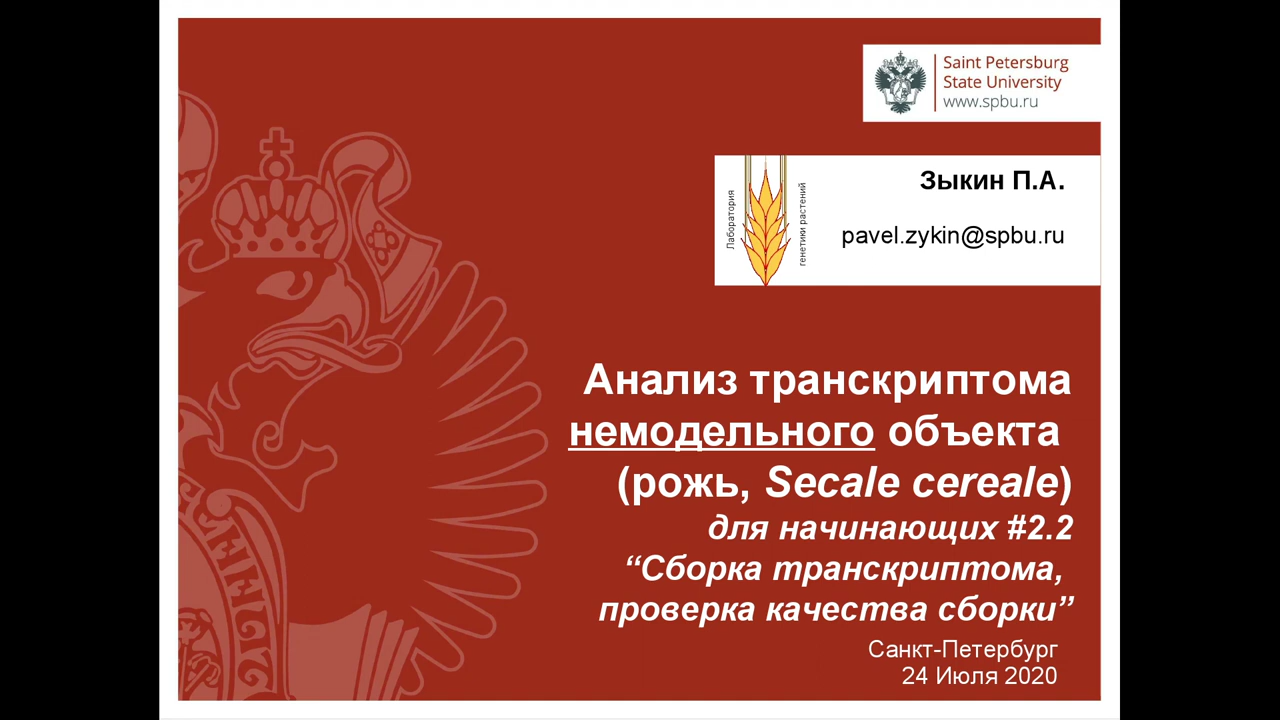 Saint Petersburg
State University
www.spbu.ru
Лаборатория
генетики растений
Зыкин П.А.
pavel.zykin@spbu.ru
Анализ транскриптома
немодельного объекта
(рожь, Secale cereale)
для начинающих #2.2
“Сборка транскриптома,
проверка качества сборки”
Санкт-Петербург
24 Июля 2020